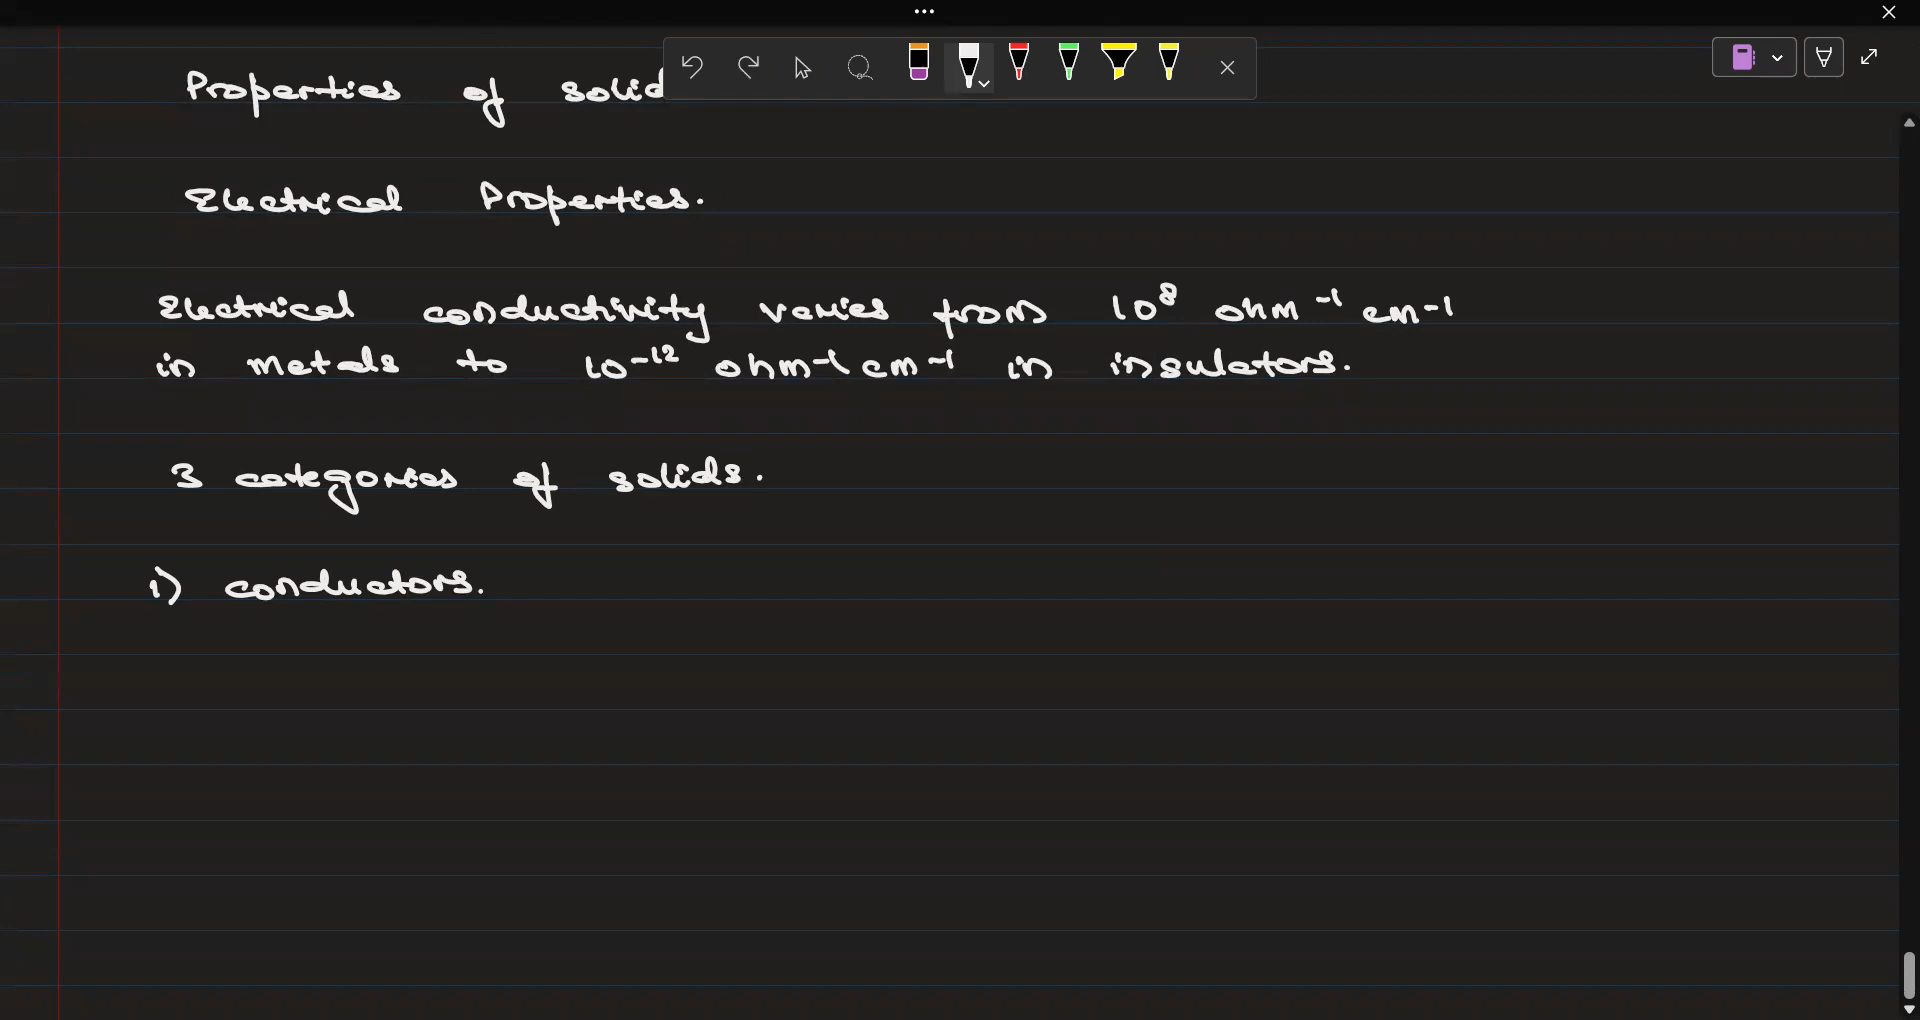 Properties of solid
Electrical Properties.
Electrical conductivity varies from 10⁸ ohm⁻¹ cm-1
in metals to 10⁻¹² ohm-1 cm-1 in insulators.
3 categories of solids.
i) conductors.